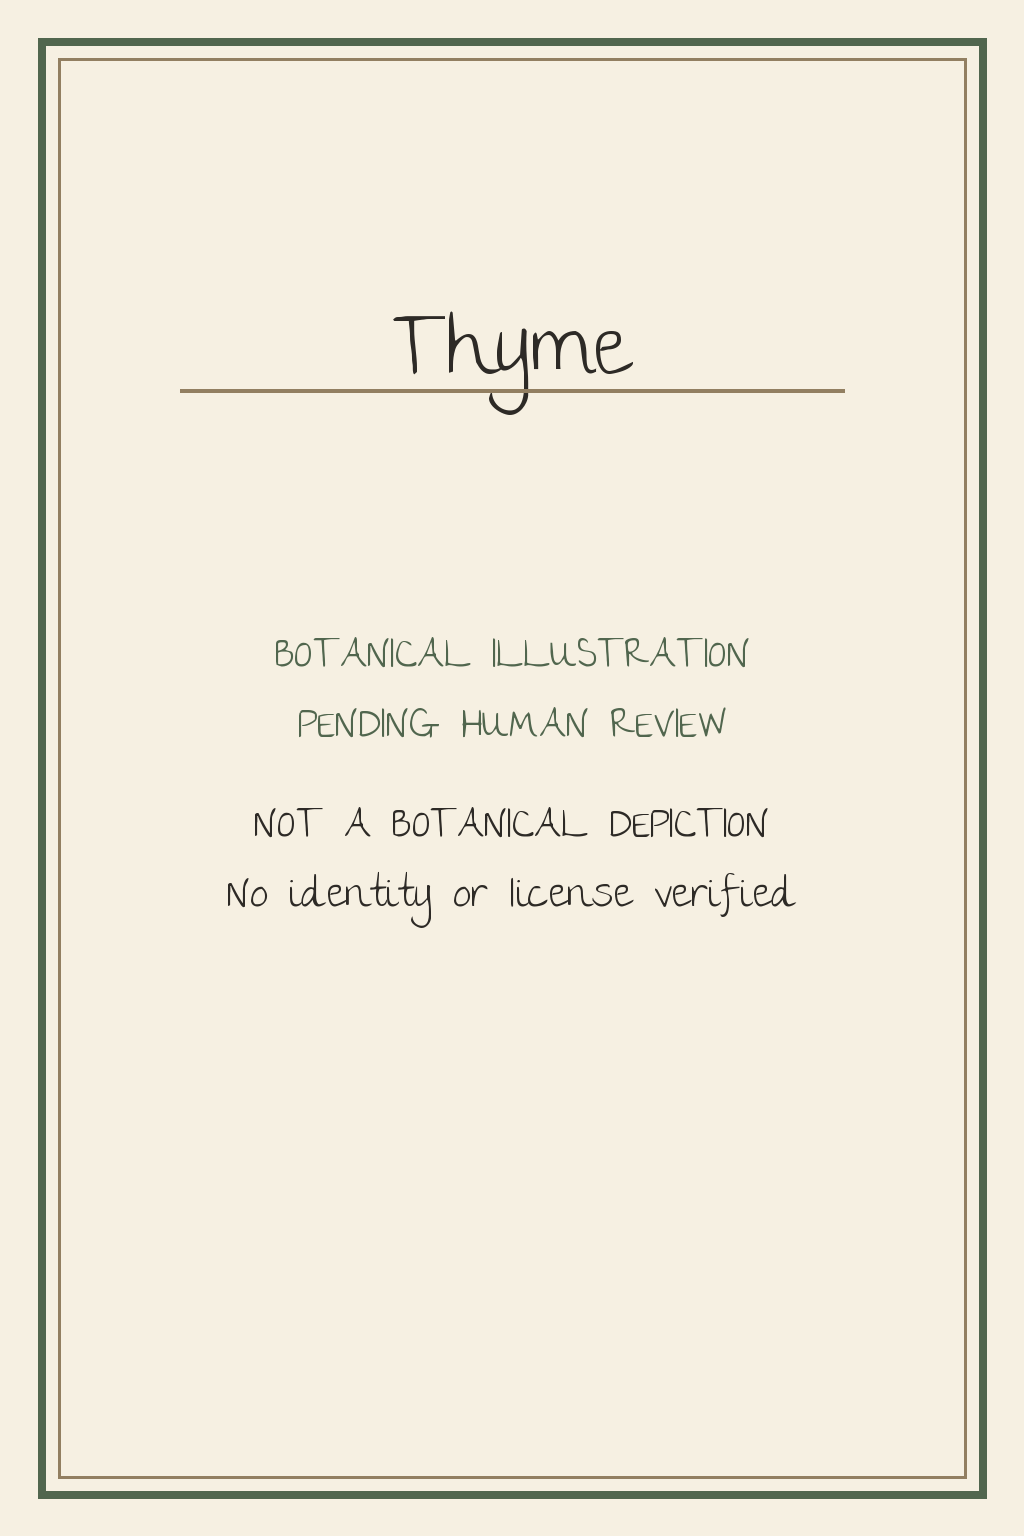 Thyme
BOTANICAL ILLUSTRATION
PENDING HUMAN REVIEW
NOT A BOTANICAL DEPICTION
No identity or license verified